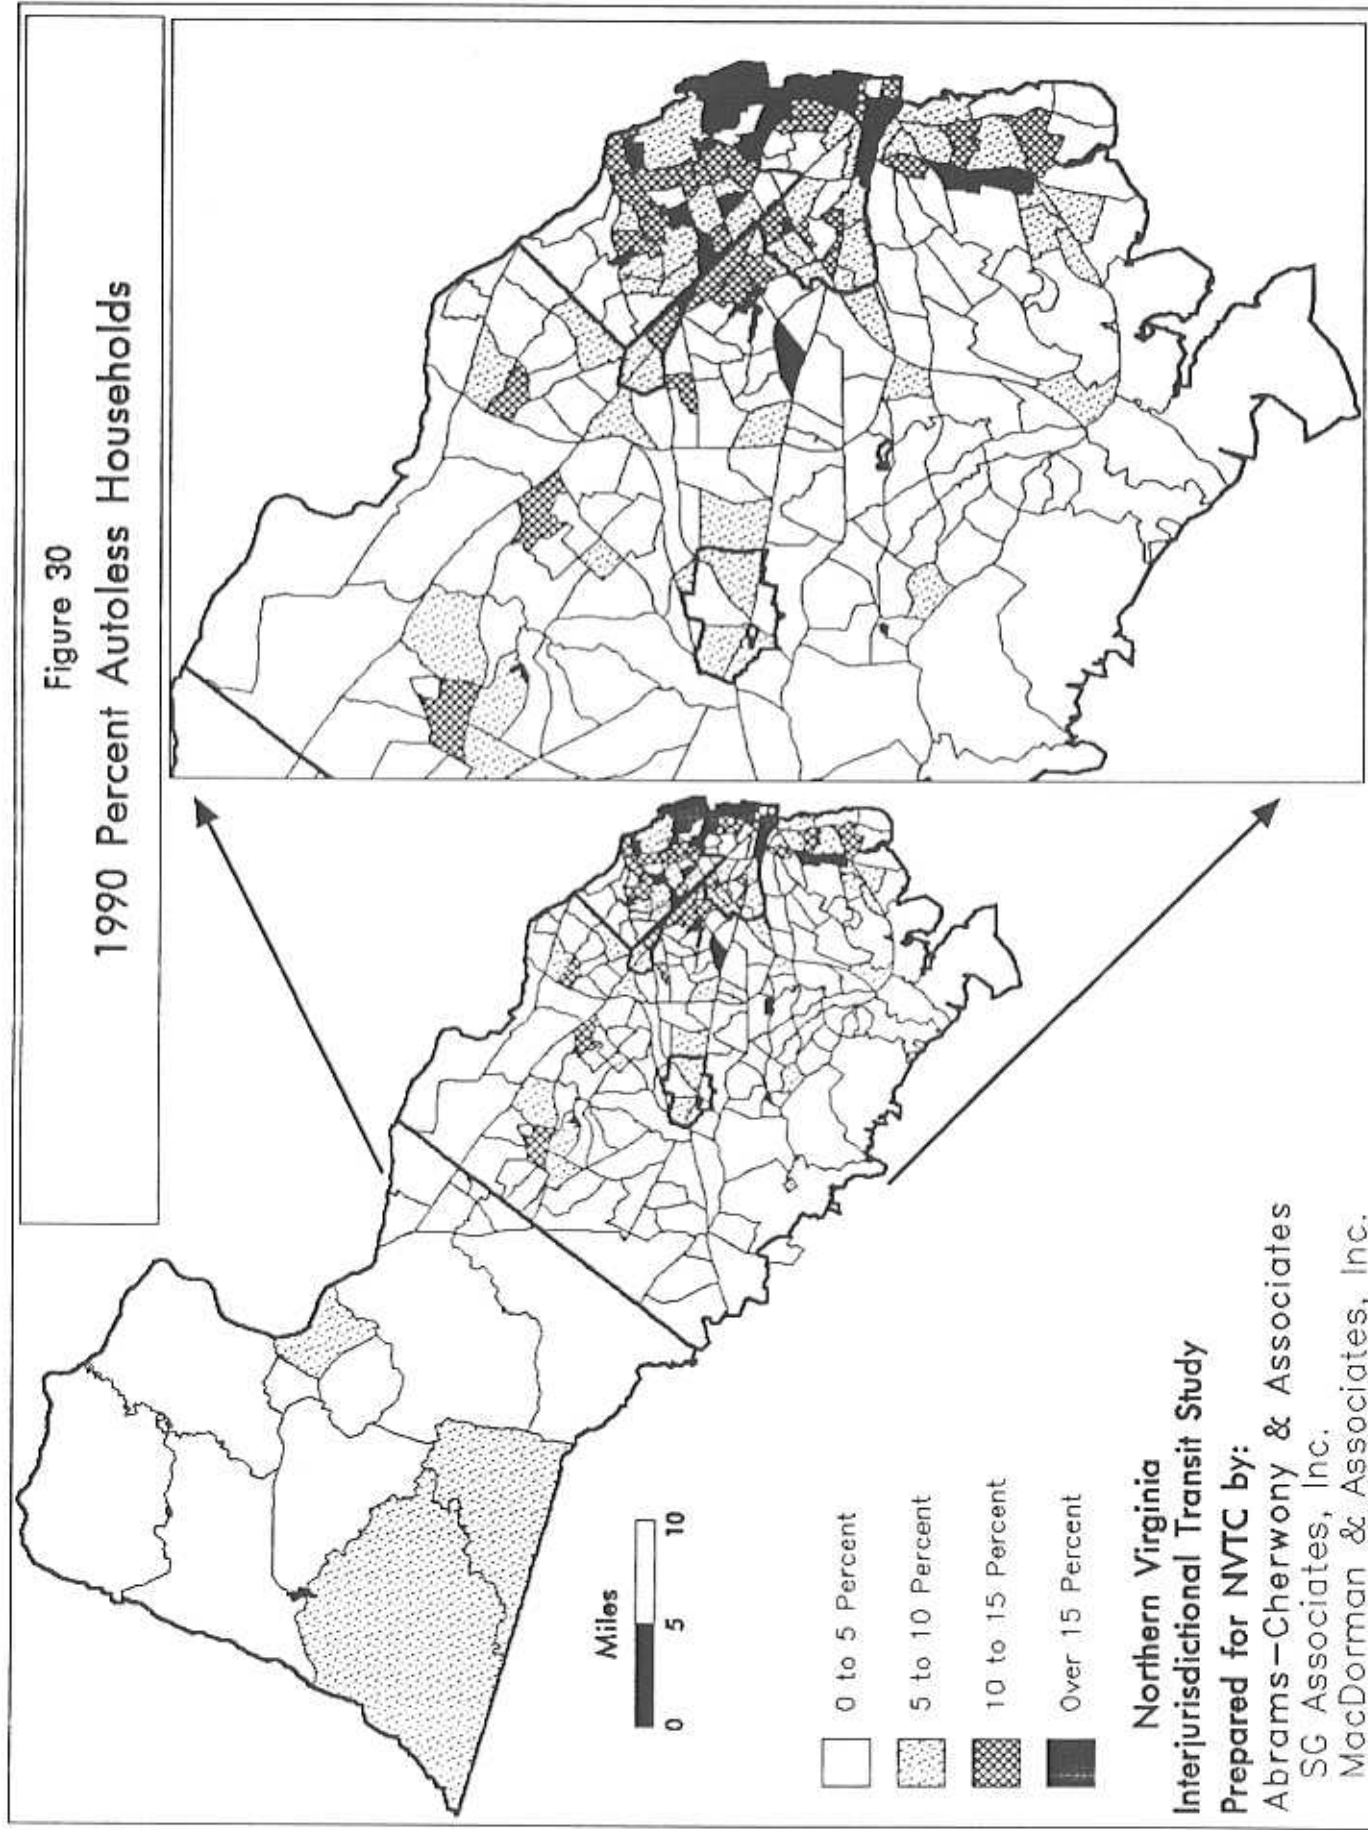 Figure 30
1990 Percent Autoless Households
Miles
0 5 10
0 to 5 Percent
5 to 10 Percent
10 to 15 Percent
Over 15 Percent
Northern Virginia
Interjurisdictional Transit Study
Prepared for NVTC by:
Abrams-Cherwony & Associates
SG Associates, Inc.
MacDorman & Associates, Inc.